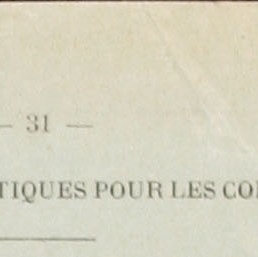 — 31 —
TIQUES POUR LES CO